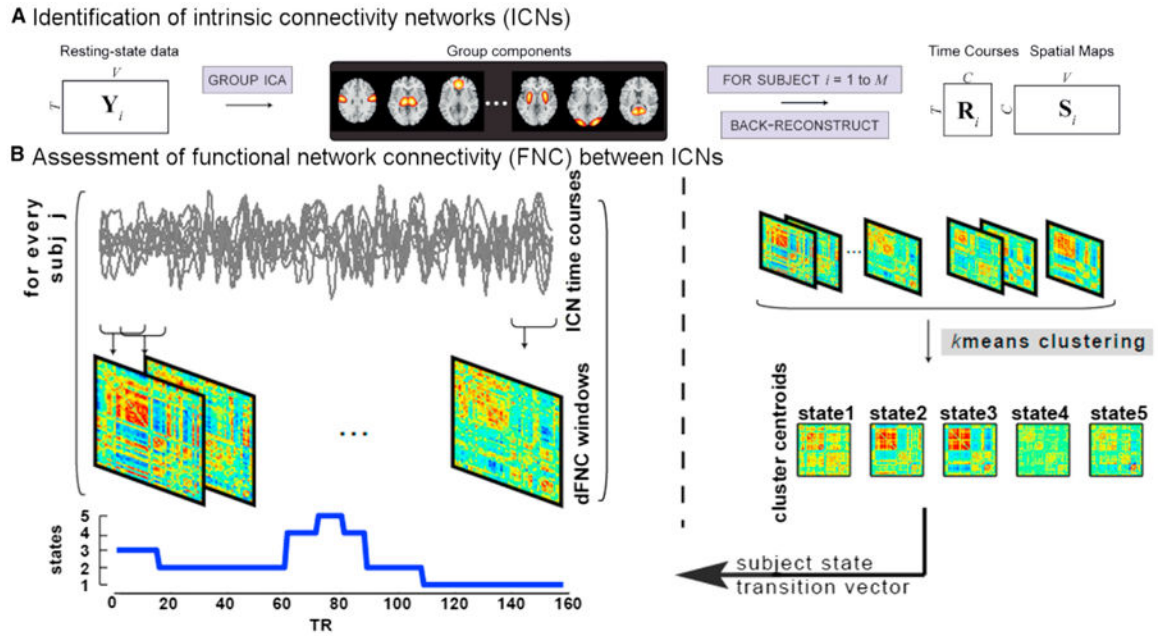 A Identification of intrinsic connectivity networks (ICNs)
Resting-state data
V
T
Y i
GROUP ICA
Group components
...
FOR SUBJECT i = 1 to M
BACK-RECONSTRUCT
Time Courses
C
T
R i
Spatial Maps
V
C
S i
B Assessment of functional network connectivity (FNC) between ICNs
for every
subj j
ICN time courses
...
dFNC windows
states
5
4
3
2
1
0 20 40 60 80 100 120 140 160
TR
...
kmeans clustering
cluster centroids
state1 state2 state3 state4 state5
subject state
transition vector